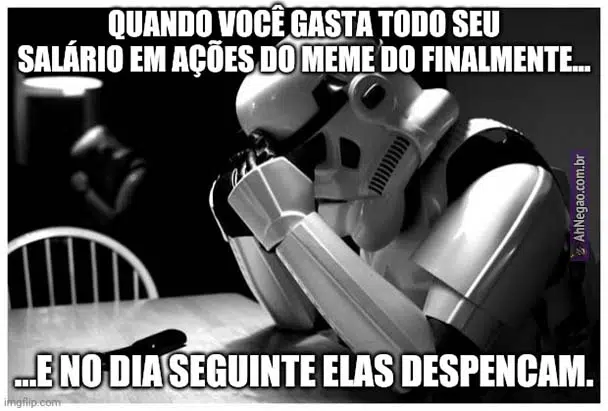 QUANDO VOCÊ GASTA TODO SEU
SALÁRIO EM AÇÕES DO MEME DO FINALMENTE...
AhNegao.com.br
...E NO DIA SEGUINTE ELAS DESPENCAM.
imgflip.com